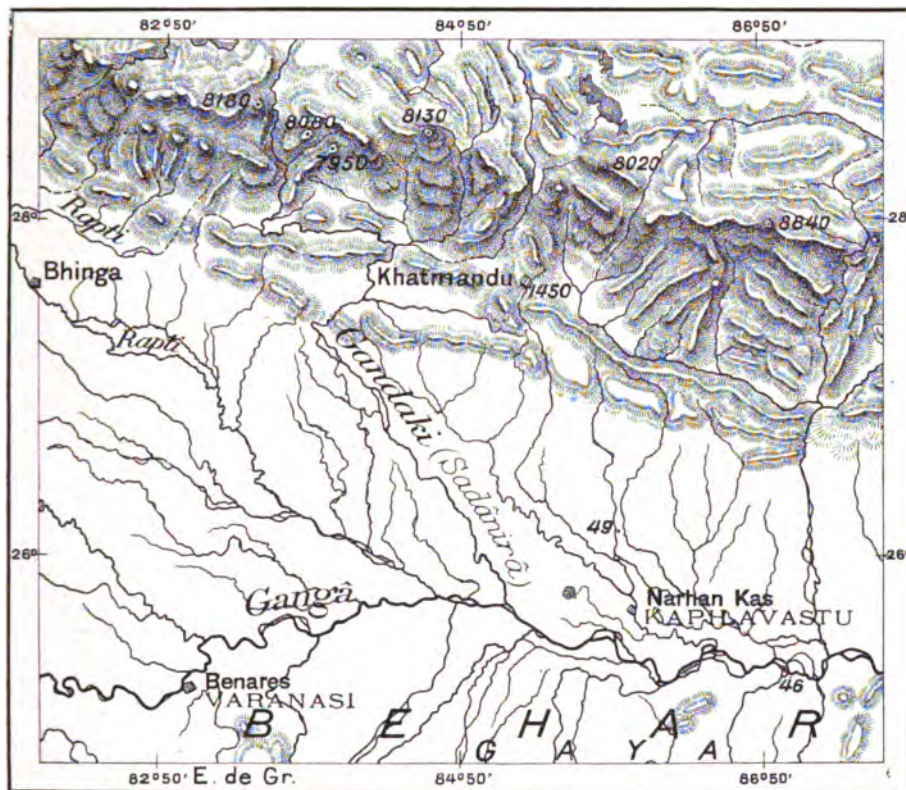 82°50' 84°50' 86°50'
8180
8130
8080
7950
8020
28°
28°
8840
Rapti
Bhinga
Khatmandu
1450
Rapti
Gandaki (Sadânirâ)
49
26°
26°
Gangâ
Narhan Kas
KAPILAVASTU
Benares
VARANASI
46
BEHAR
GAYA
82°50' E. de Gr. 84°50' 86°50'